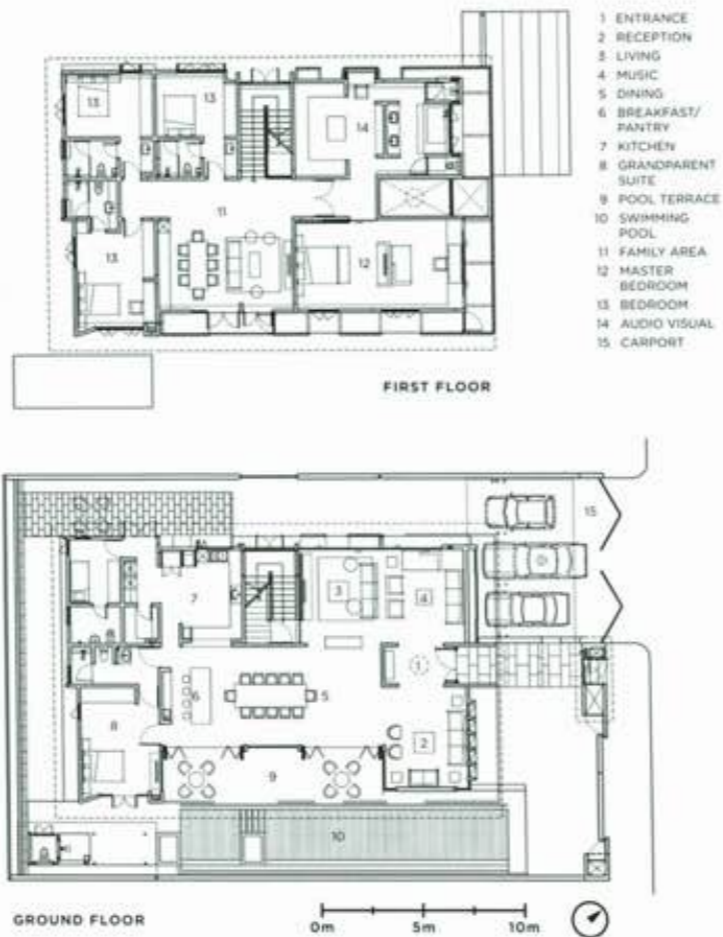 1 ENTRANCE
2 RECEPTION
3 LIVING
4 MUSIC
5 DINING
6 BREAKFAST/
PANTRY
7 KITCHEN
8 GRANDPARENT
SUITE
9 POOL TERRACE
10 SWIMMING
POOL
11 FAMILY AREA
12 MASTER
BEDROOM
13 BEDROOM
14 AUDIO VISUAL
15 CARPORT
13
13
14
11
13
12
FIRST FLOOR
15
3
4
7
1
6
5
8
2
9
10
GROUND FLOOR
0m 5m 10m